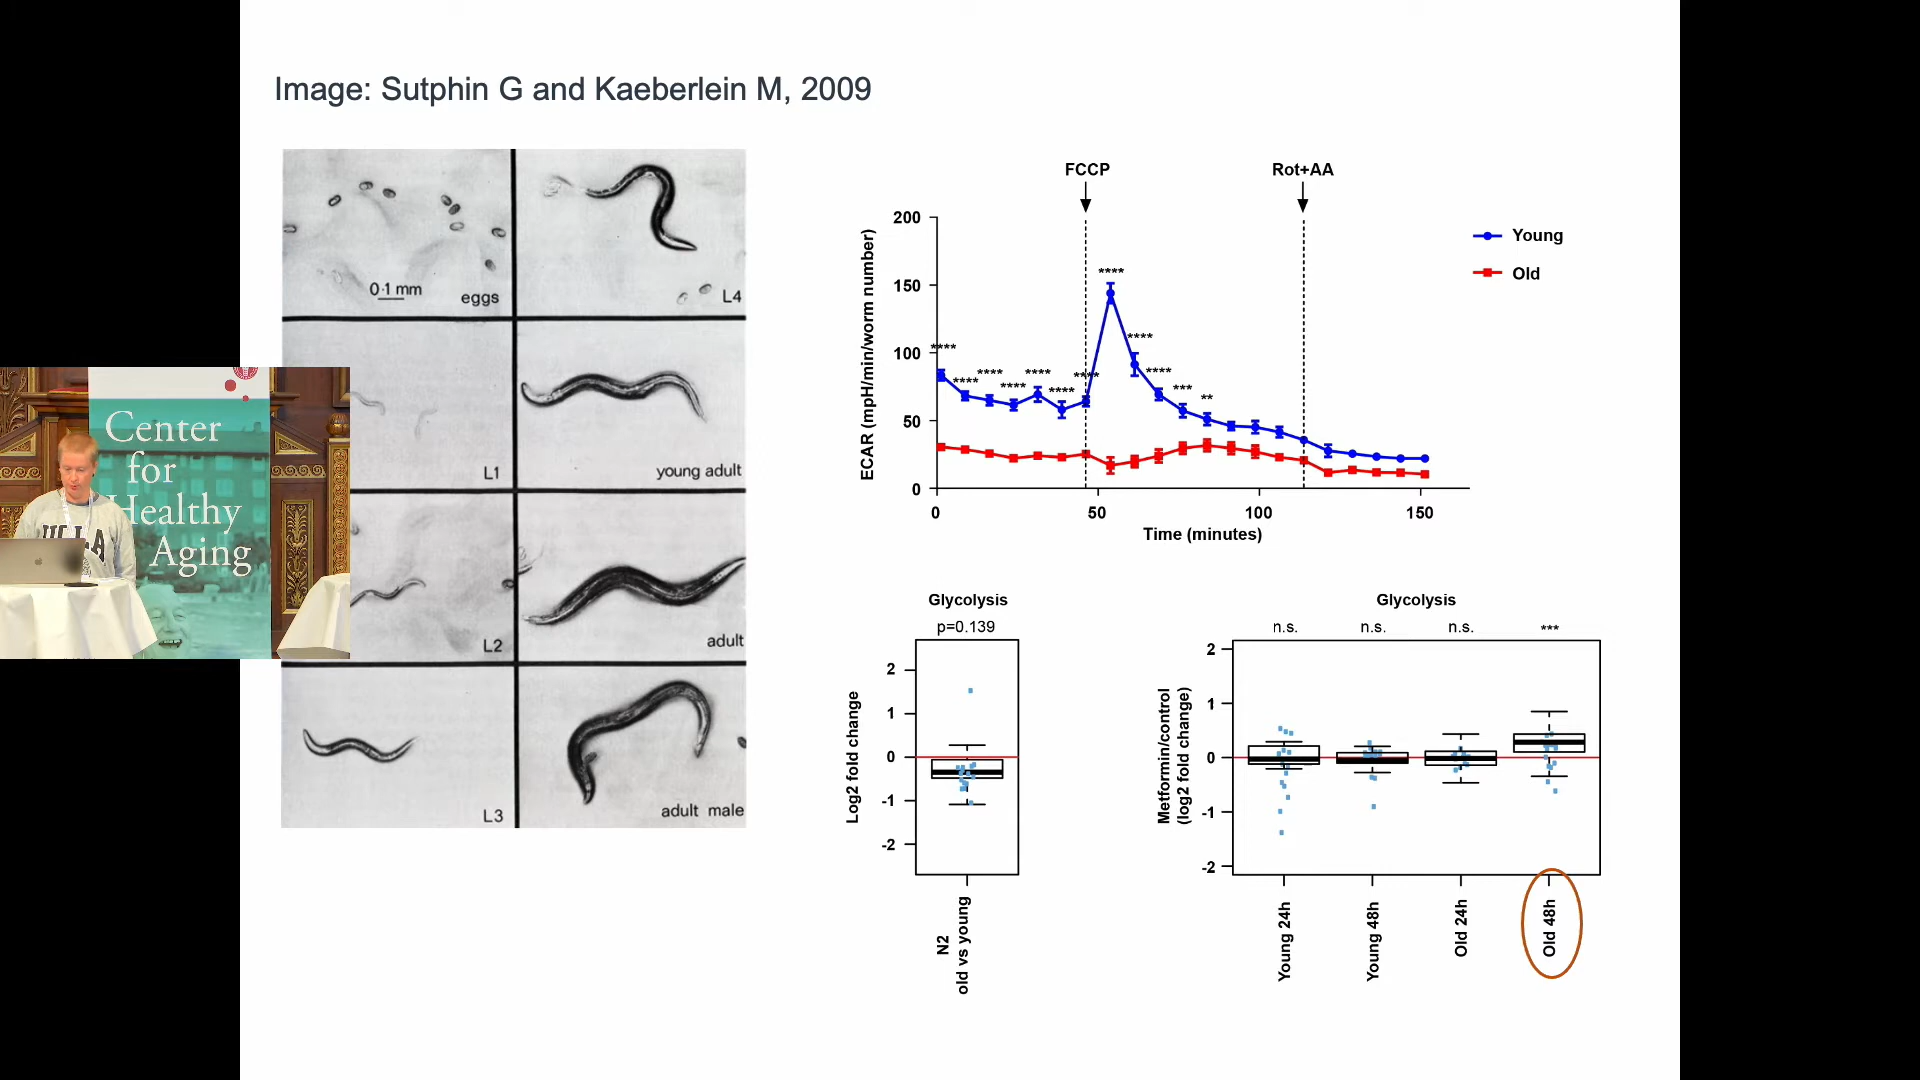 Image: Sutphin G and Kaeberlein M, 2009
0·1 mm
eggs
L4
L1
young adult
L2
adult
L3
adult male
Center
for
Healthy
Aging
UCLA
FCCP
Rot+AA
ECAR (mpH/min/worm number)
200
150
100
50
0
****
****
****
****
****
****
****
****
****
****
***
**
Young
Old
0
50
100
150
Time (minutes)
Glycolysis
p=0.139
Log2 fold change
2
1
0
-1
-2
N2
old vs young
Glycolysis
n.s.
n.s.
n.s.
***
Metformin/control
(log2 fold change)
2
1
0
-1
-2
Young 24h
Young 48h
Old 24h
Old 48h